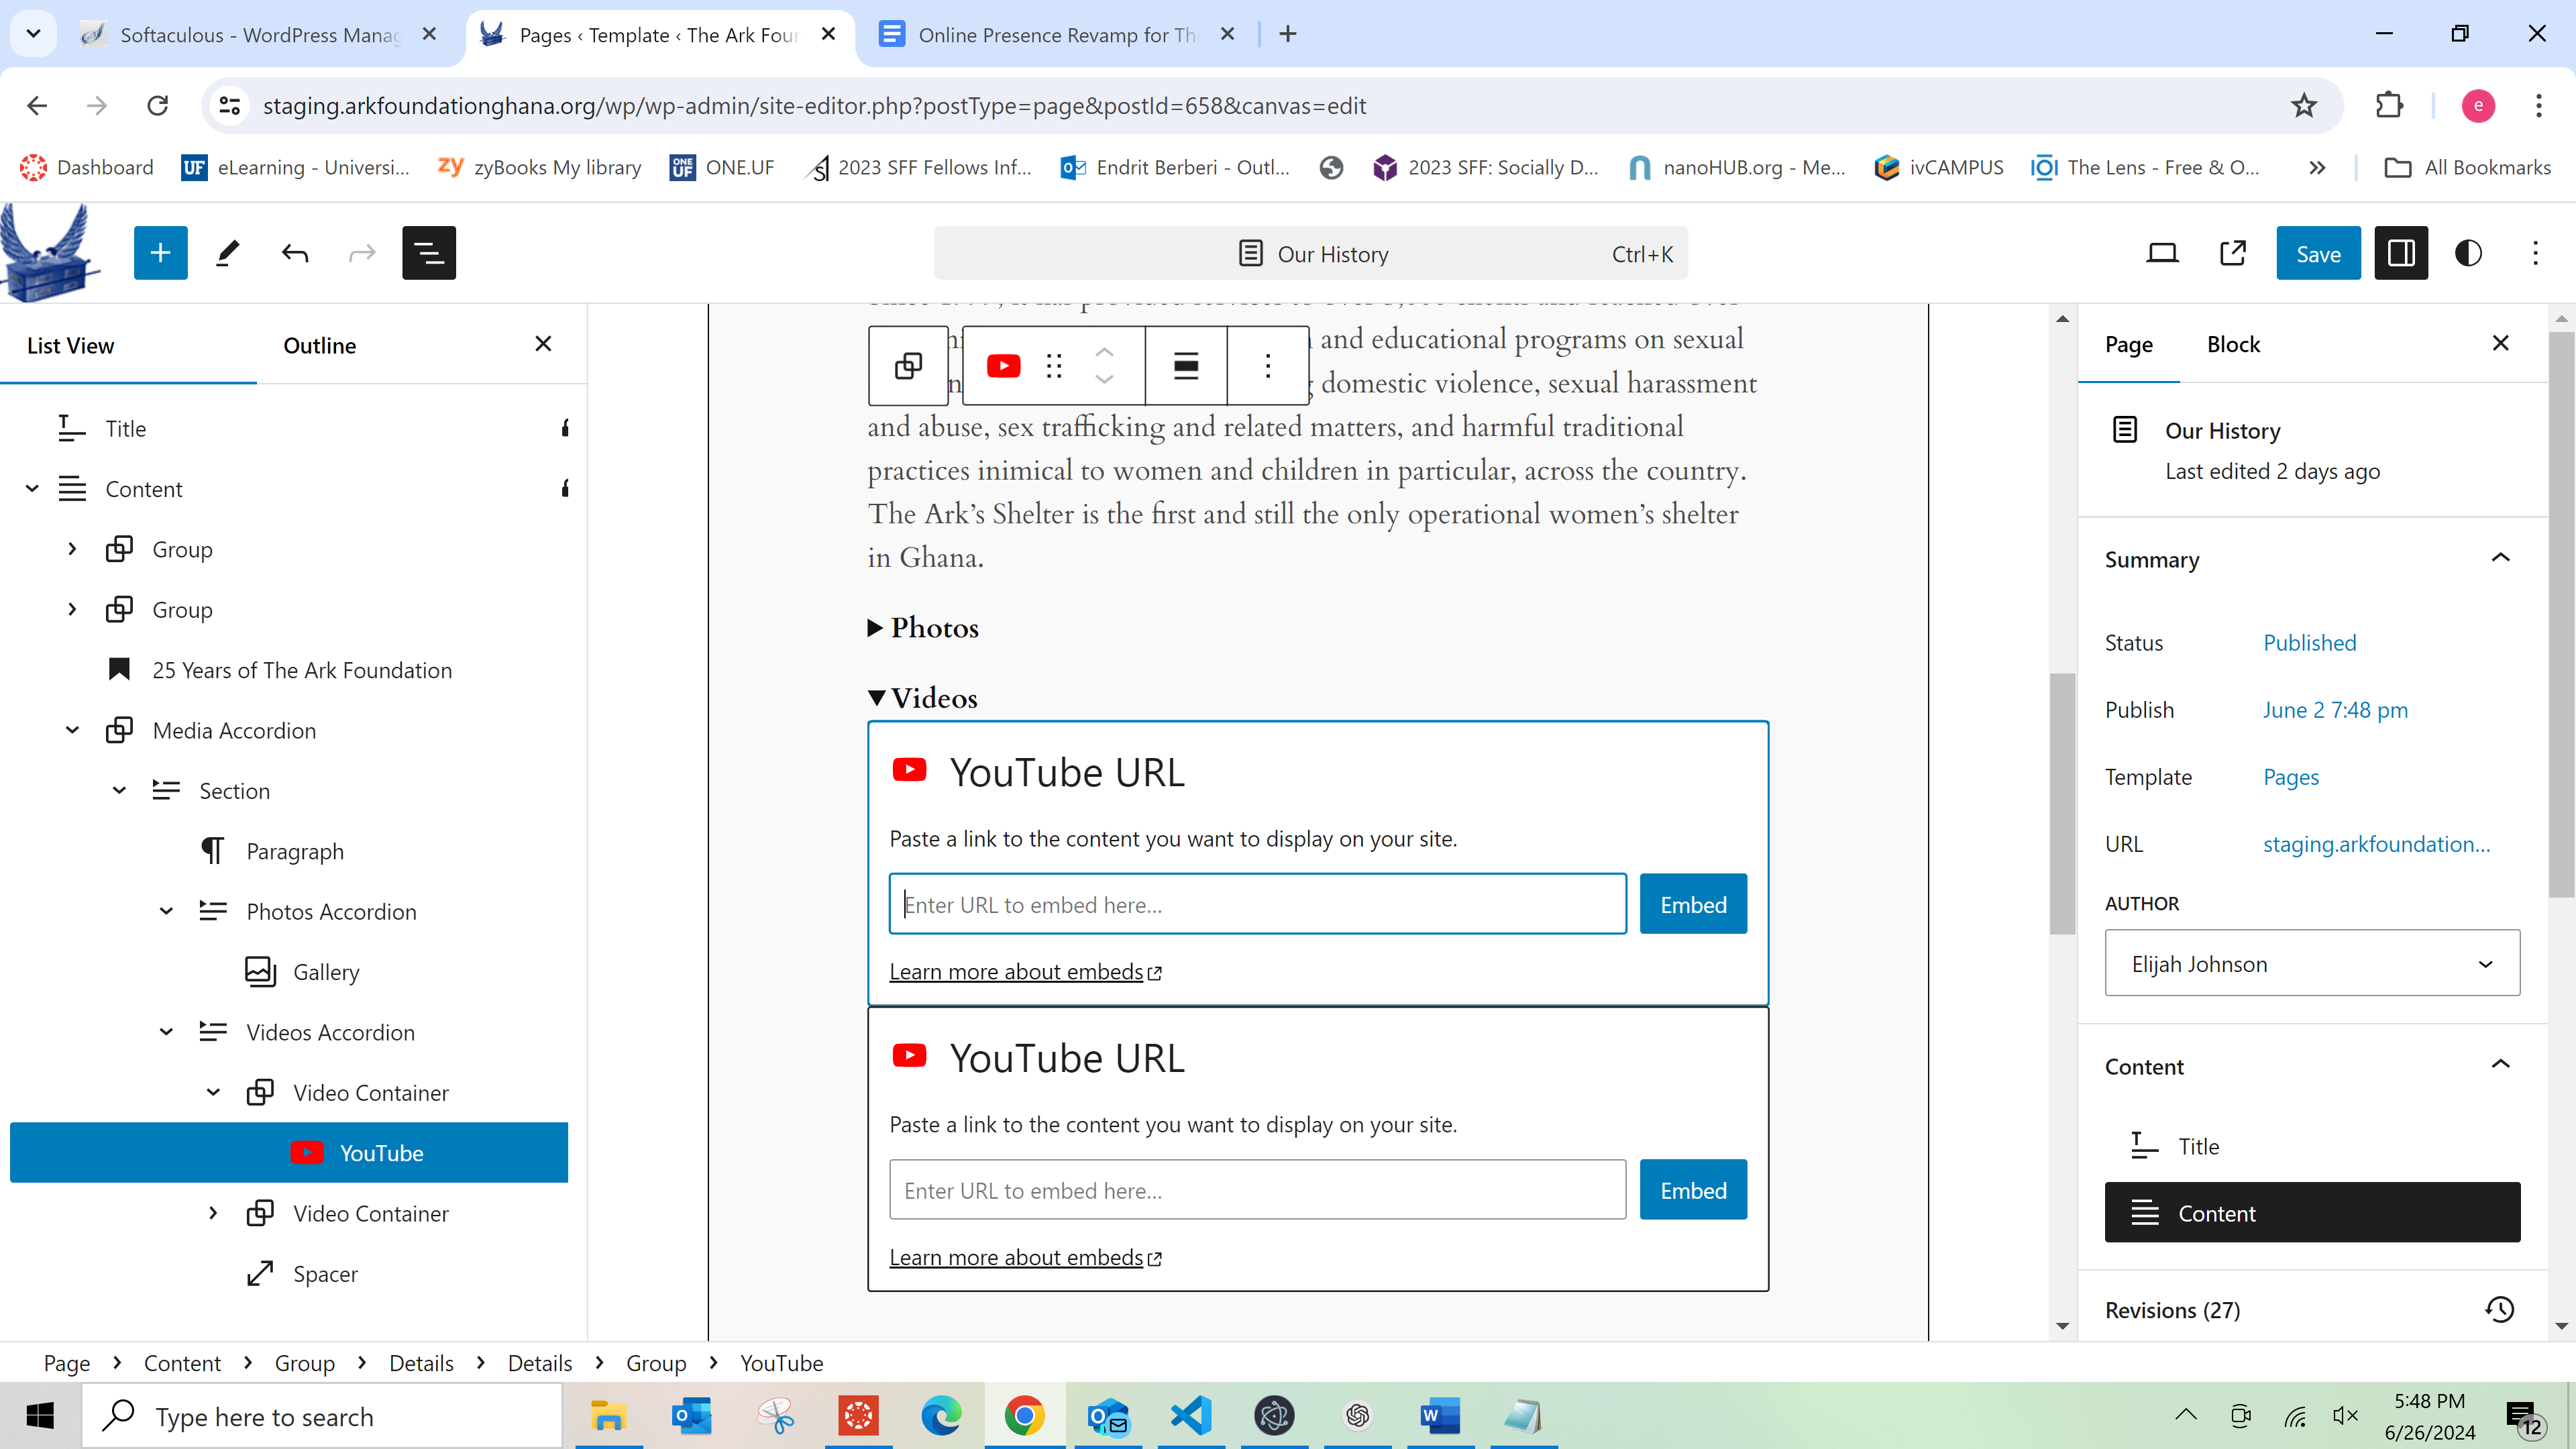 Softaculous - WordPress Manag
Pages ‹ Template ‹ The Ark Four
Online Presence Revamp for Th
staging.arkfoundationghana.org/wp/wp-admin/site-editor.php?postType=page&postId=658&canvas=edit
e
Dashboard
UF eLearning - Universi...
zy zyBooks My library
ONE UF ONE.UF
2023 SFF Fellows Inf...
Endrit Berberi - Outl...
2023 SFF: Socially D...
nanoHUB.org - Me...
ivCAMPUS
The Lens - Free & O...
All Bookmarks
Our History Ctrl+K
Save
List View Outline
Title
Content
Group
Group
25 Years of The Ark Foundation
Media Accordion
Section
Paragraph
Photos Accordion
Gallery
Videos Accordion
Video Container
YouTube
Video Container
Spacer
and educational programs on sexual
domestic violence, sexual harassment
and abuse, sex trafficking and related matters, and harmful traditional
practices inimical to women and children in particular, across the country.
The Ark’s Shelter is the first and still the only operational women’s shelter
in Ghana.
Photos
Videos
YouTube URL
Paste a link to the content you want to display on your site.
Enter URL to embed here...
Embed
Learn more about embeds
YouTube URL
Paste a link to the content you want to display on your site.
Enter URL to embed here...
Embed
Learn more about embeds
Page Block
Our History
Last edited 2 days ago
Summary
Status Published
Publish June 2 7:48 pm
Template Pages
URL staging.arkfoundation...
AUTHOR
Elijah Johnson
Content
Title
Content
Revisions (27)
Page > Content > Group > Details > Details > Group > YouTube
Type here to search
5:48 PM
6/26/2024
12